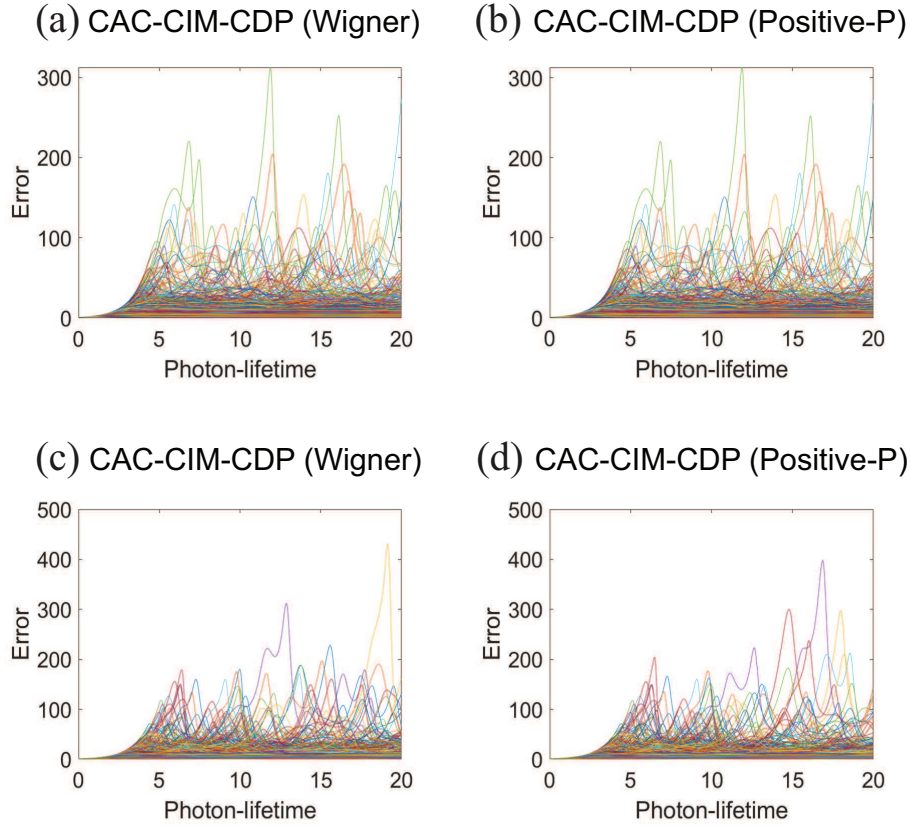 (a) CAC-CIM-CDP (Wigner)
300
200
100
0
Error
0 5 10 15 20
Photon-lifetime
(b) CAC-CIM-CDP (Positive-P)
300
200
100
0
Error
0 5 10 15 20
Photon-lifetime
(c) CAC-CIM-CDP (Wigner)
500
400
300
200
100
0
Error
0 5 10 15 20
Photon-lifetime
(d) CAC-CIM-CDP (Positive-P)
500
400
300
200
100
0
Error
0 5 10 15 20
Photon-lifetime